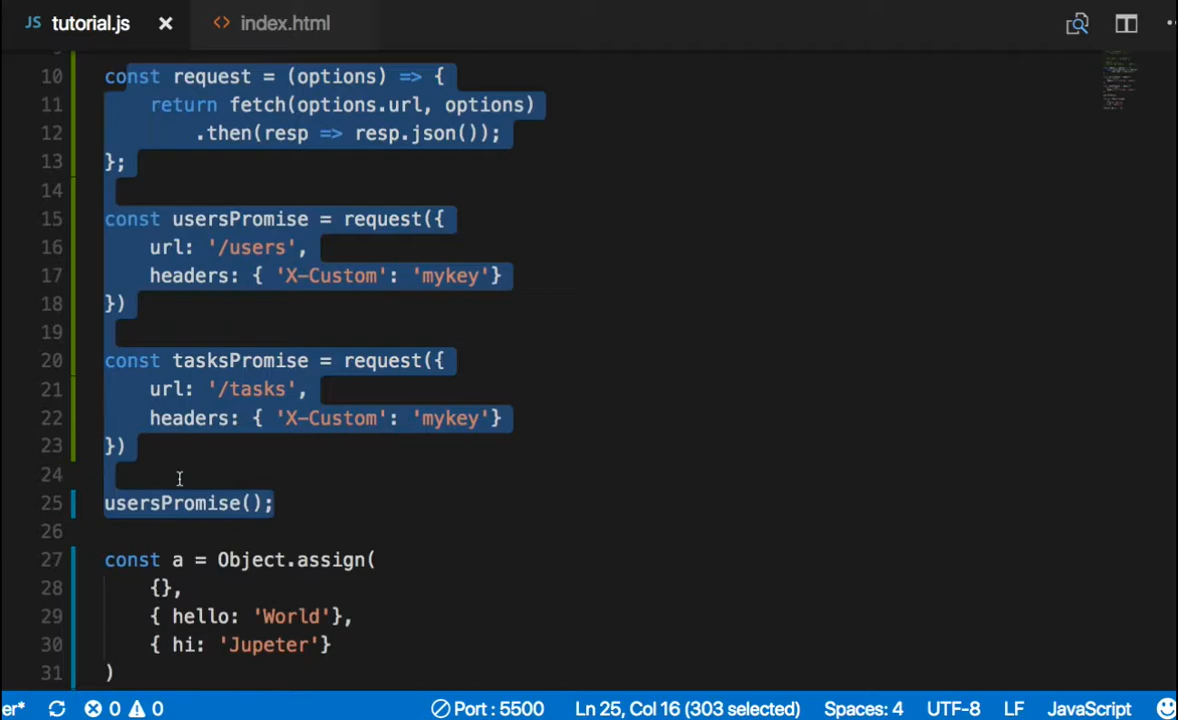 JS tutorial.js × <> index.html
10 const request = (options) => {
11 return fetch(options.url, options)
12 .then(resp => resp.json());
13 };
14
15 const usersPromise = request({
16 url: '/users',
17 headers: { 'X-Custom': 'mykey'}
18 })
19
20 const tasksPromise = request({
21 url: '/tasks',
22 headers: { 'X-Custom': 'mykey'}
23 })
24
25 usersPromise();
26
27 const a = Object.assign(
28 {},
29 { hello: 'World'},
30 { hi: 'Jupeter'}
31 )
er* 0 0 Port : 5500 Ln 25, Col 16 (303 selected) Spaces: 4 UTF-8 LF JavaScript